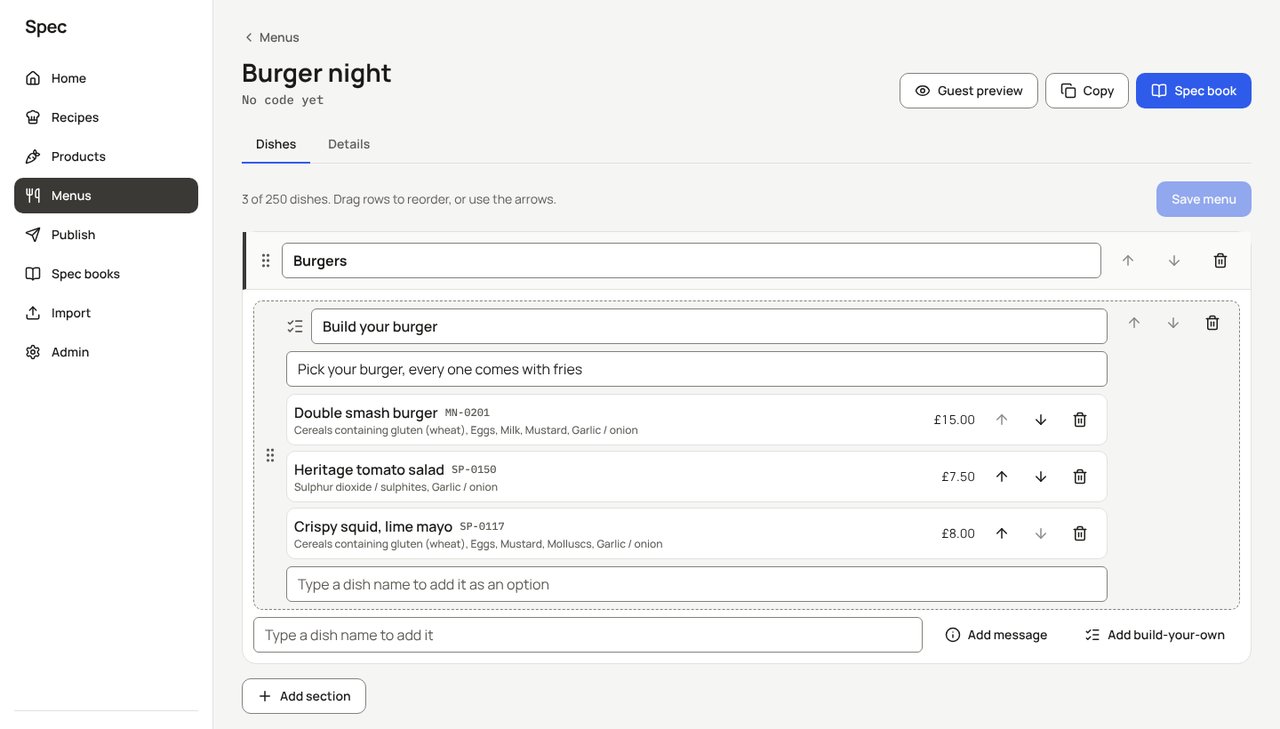 Spec
Home
Recipes
Products
Menus
Publish
Spec books
Import
Admin
Menus
Burger night
No code yet
Guest preview
Copy
Spec book
Dishes
Details
3 of 250 dishes. Drag rows to reorder, or use the arrows.
Save menu
Burgers
Build your burger
Pick your burger, every one comes with fries
Double smash burger MN-0201
Cereals containing gluten (wheat), Eggs, Milk, Mustard, Garlic / onion
£15.00
Heritage tomato salad SP-0150
Sulphur dioxide / sulphites, Garlic / onion
£7.50
Crispy squid, lime mayo SP-0117
Cereals containing gluten (wheat), Eggs, Mustard, Molluscs, Garlic / onion
£8.00
Type a dish name to add it as an option
Type a dish name to add it
Add message
Add build-your-own
Add section